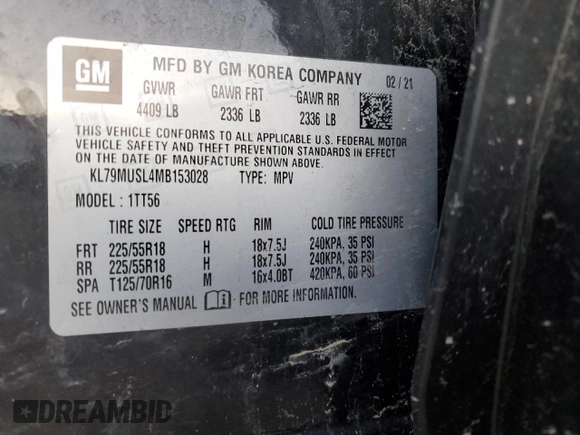 GM
MFD BY GM KOREA COMPANY 02 / 21
GVWR GAWR FRT GAWR RR
4409 LB 2336 LB 2336 LB
THIS VEHICLE CONFORMS TO ALL APPLICABLE U.S. FEDERAL MOTOR
VEHICLE SAFETY AND THEFT PREVENTION STANDARDS IN EFFECT
ON THE DATE OF MANUFACTURE SHOWN ABOVE.
KL79MUSL4MB153028 TYPE: MPV
MODEL : 1TT56
TIRE SIZE SPEED RTG RIM COLD TIRE PRESSURE
FRT 225/55R18 H 18x7.5J 240KPA, 35 PSI
RR 225/55R18 H 18x7.5J 240KPA, 35 PSI
SPA T125/70R16 M 16x4.0BT 420KPA, 60 PSI
SEE OWNER'S MANUAL FOR MORE INFORMATION.
DREAMBID